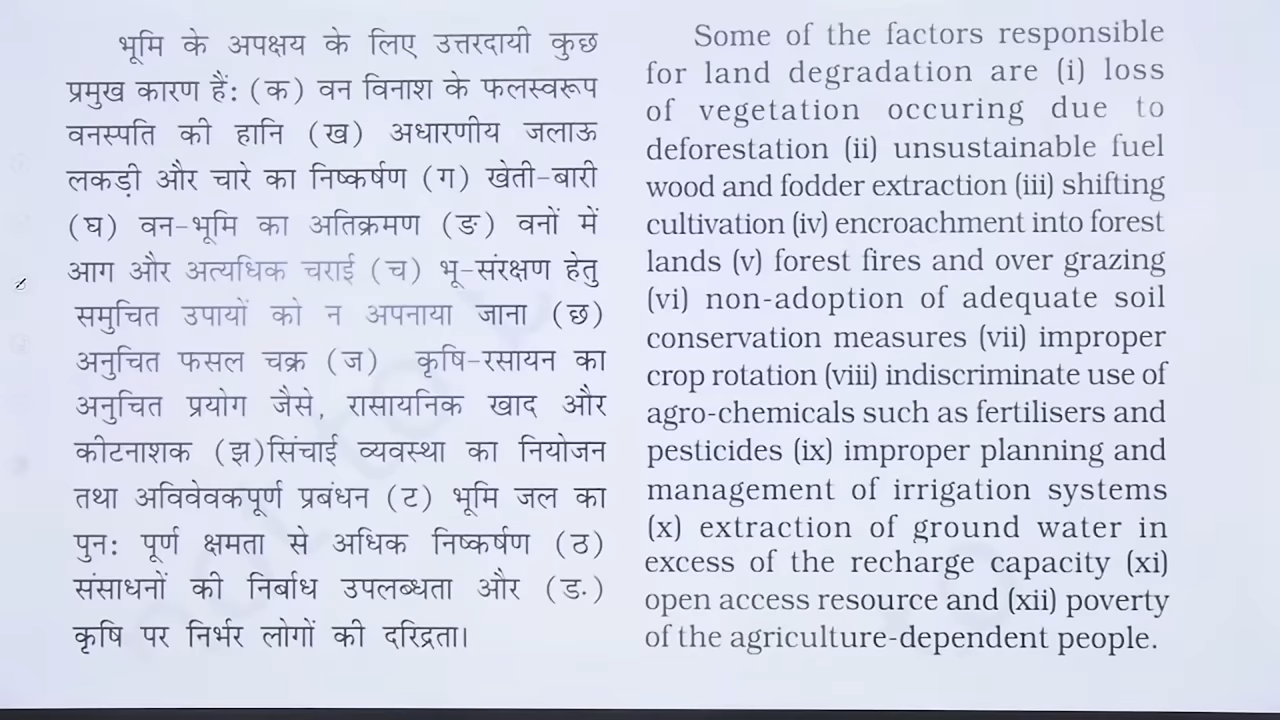 भूमि के अपक्षय के लिए उत्तरदायी कुछ
प्रमुख कारण हैं: (क) वन विनाश के फलस्वरूप
वनस्पति की हानि (ख) अधारणीय जलाऊ
लकड़ी और चारे का निष्कर्षण (ग) खेती-बारी
(घ) वन-भूमि का अतिक्रमण (ङ) वनों में
आग और अत्यधिक चराई (च) भू-संरक्षण हेतु
समुचित उपायों को न अपनाया जाना (छ)
अनुचित फसल चक्र (ज) कृषि-रसायन का
अनुचित प्रयोग जैसे, रासायनिक खाद और
कीटनाशक (झ)सिंचाई व्यवस्था का नियोजन
तथा अविवेवकपूर्ण प्रबंधन (ट) भूमि जल का
पुन: पूर्ण क्षमता से अधिक निष्कर्षण (ठ)
संसाधनों की निर्बाध उपलब्धता और (ड.)
कृषि पर निर्भर लोगों की दरिद्रता।
Some of the factors responsible
for land degradation are (i) loss
of vegetation occuring due to
deforestation (ii) unsustainable fuel
wood and fodder extraction (iii) shifting
cultivation (iv) encroachment into forest
lands (v) forest fires and over grazing
(vi) non-adoption of adequate soil
conservation measures (vii) improper
crop rotation (viii) indiscriminate use of
agro-chemicals such as fertilisers and
pesticides (ix) improper planning and
management of irrigation systems
(x) extraction of ground water in
excess of the recharge capacity (xi)
open access resource and (xii) poverty
of the agriculture-dependent people.